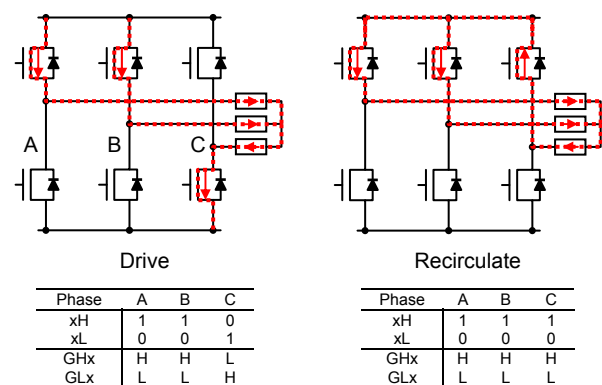 A B C
Drive
Phase A B C
xH 1 1 0
xL 0 0 1
GHx H H L
GLx L L H
Recirculate
Phase A B C
xH 1 1 1
xL 0 0 0
GHx H H H
GLx L L L